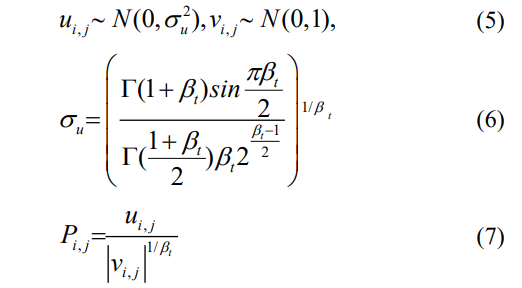 u_{i,j} ~ N(0,σ_u^2), v_{i,j} ~ N(0,1), (5)
σ_u = ( Γ(1+β_t)sin(πβ_t/2) / Γ((1+β_t)/2)β_t 2^{(β_t−1)/2} )^{1/β_t} (6)
P_{i,j} = u_{i,j} / |v_{i,j}|^{1/β_t} (7)